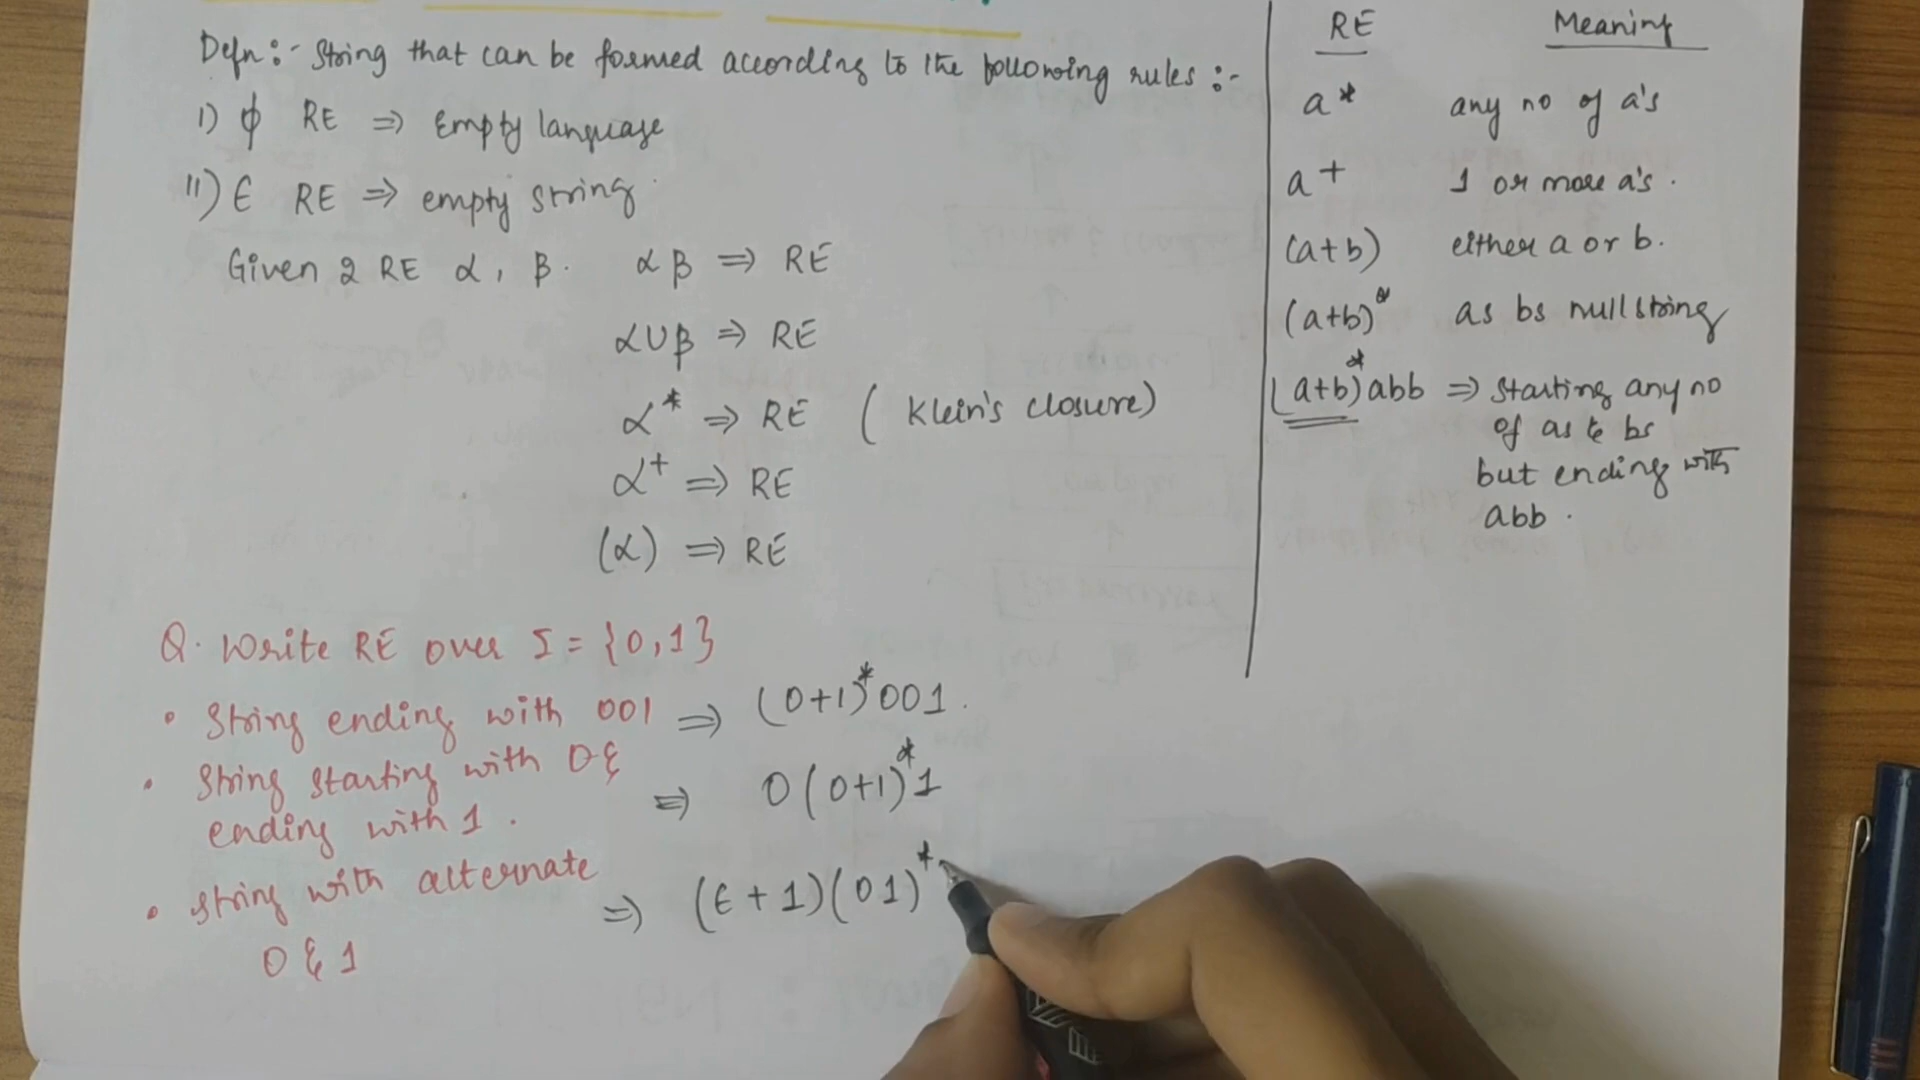 Defn:- String that can be formed according to the following rules :-
I) ϕ RE ⇒ Empty language
II) ϵ RE ⇒ empty string.
Given 2 RE α, β. αβ ⇒ RE
α∪β ⇒ RE
α* ⇒ RE ( Klein's closure)
α+ ⇒ RE
(α) ⇒ RE
Q. Write RE over Σ = {0,1}
• String ending with 001 ⇒ (0+1)*001.
• String starting with 0 &
ending with 1. ⇒ 0(0+1)*1
• String with alternate
0 & 1 ⇒ (ϵ + 1)(01)*
RE Meaning
a* any no of a's
a+ 1 or more a's.
(a+b) either a or b.
(a+b)* as bs null string
(a+b)*abb ⇒ starting any no
of as & bs
but ending with
abb.